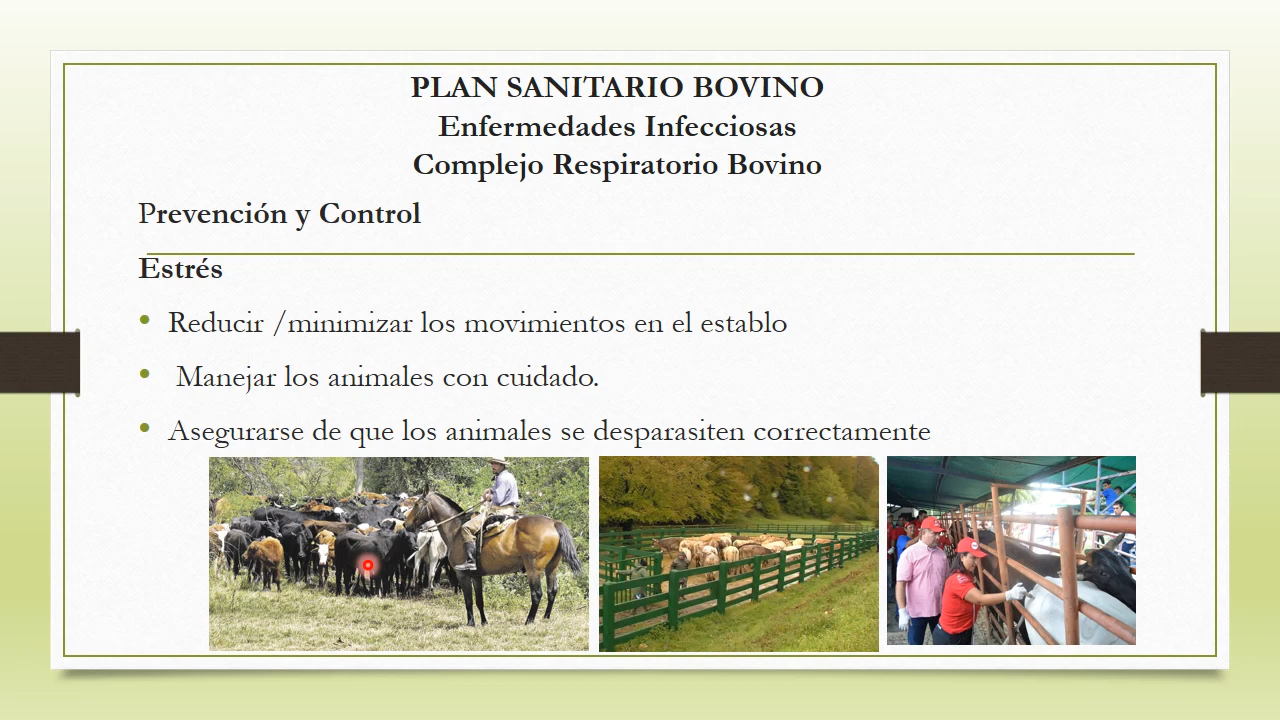 PLAN SANITARIO BOVINO
Enfermedades Infecciosas
Complejo Respiratorio Bovino
Prevención y Control
Estrés
• Reducir /minimizar los movimientos en el establo
• Manejar los animales con cuidado.
• Asegurarse de que los animales se desparasiten correctamente